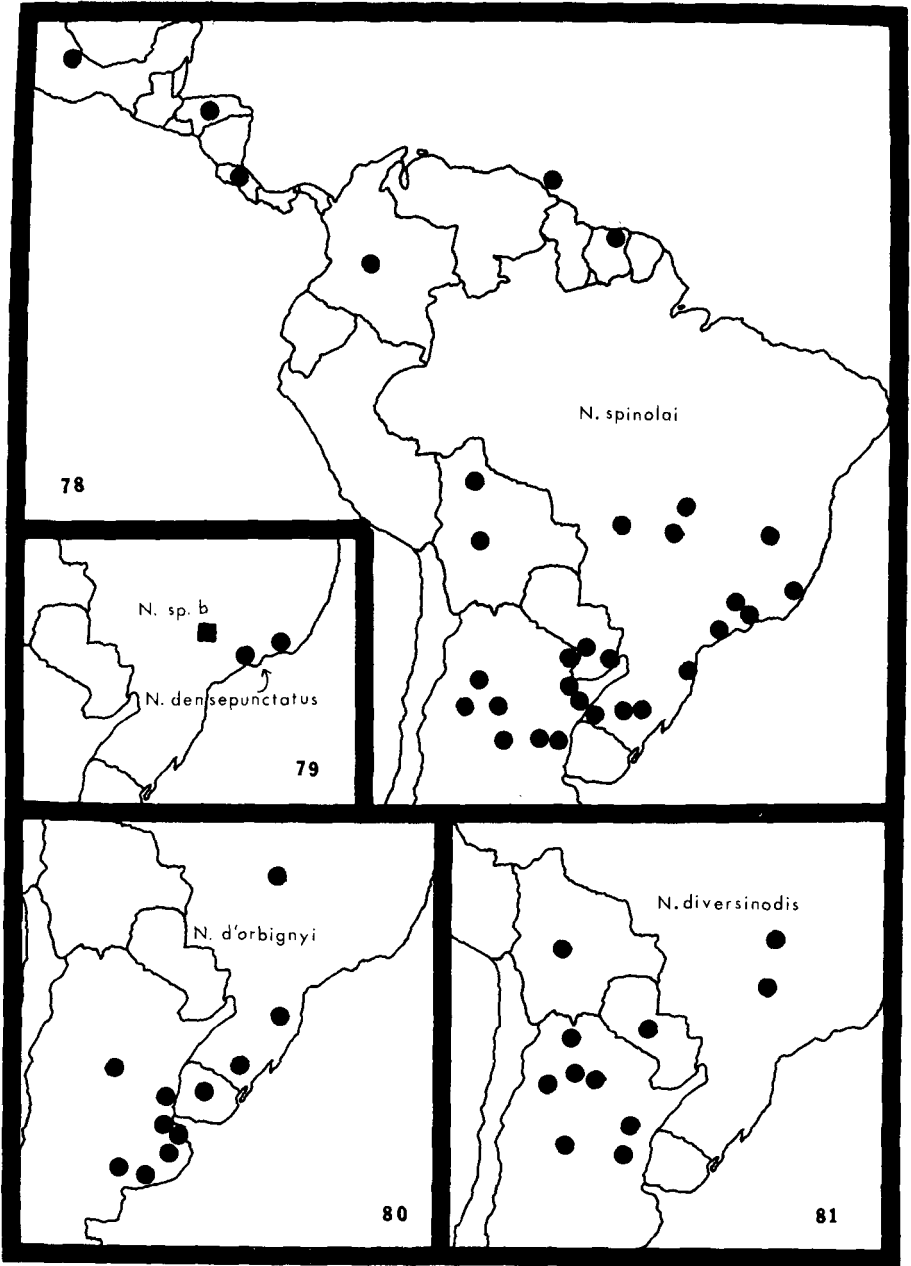 N. spinolai
78
N. sp. b
N. densepunctatus
79
N. d'orbignyi
80
N. diversinodis
81